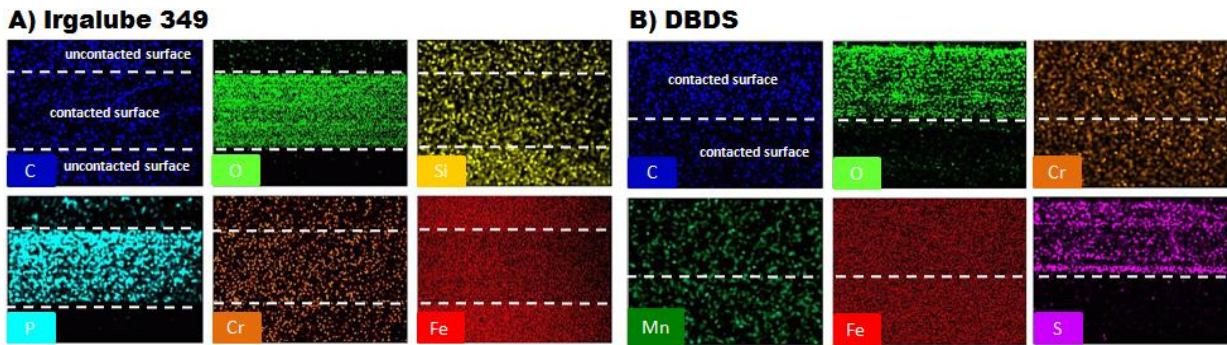 A) Irgalube 349
B) DBDS
uncontacted surface
contacted surface
uncontacted surface
C
O
Si
contacted surface
contacted surface
C
O
Cr
P
Cr
Fe
Mn
Fe
S